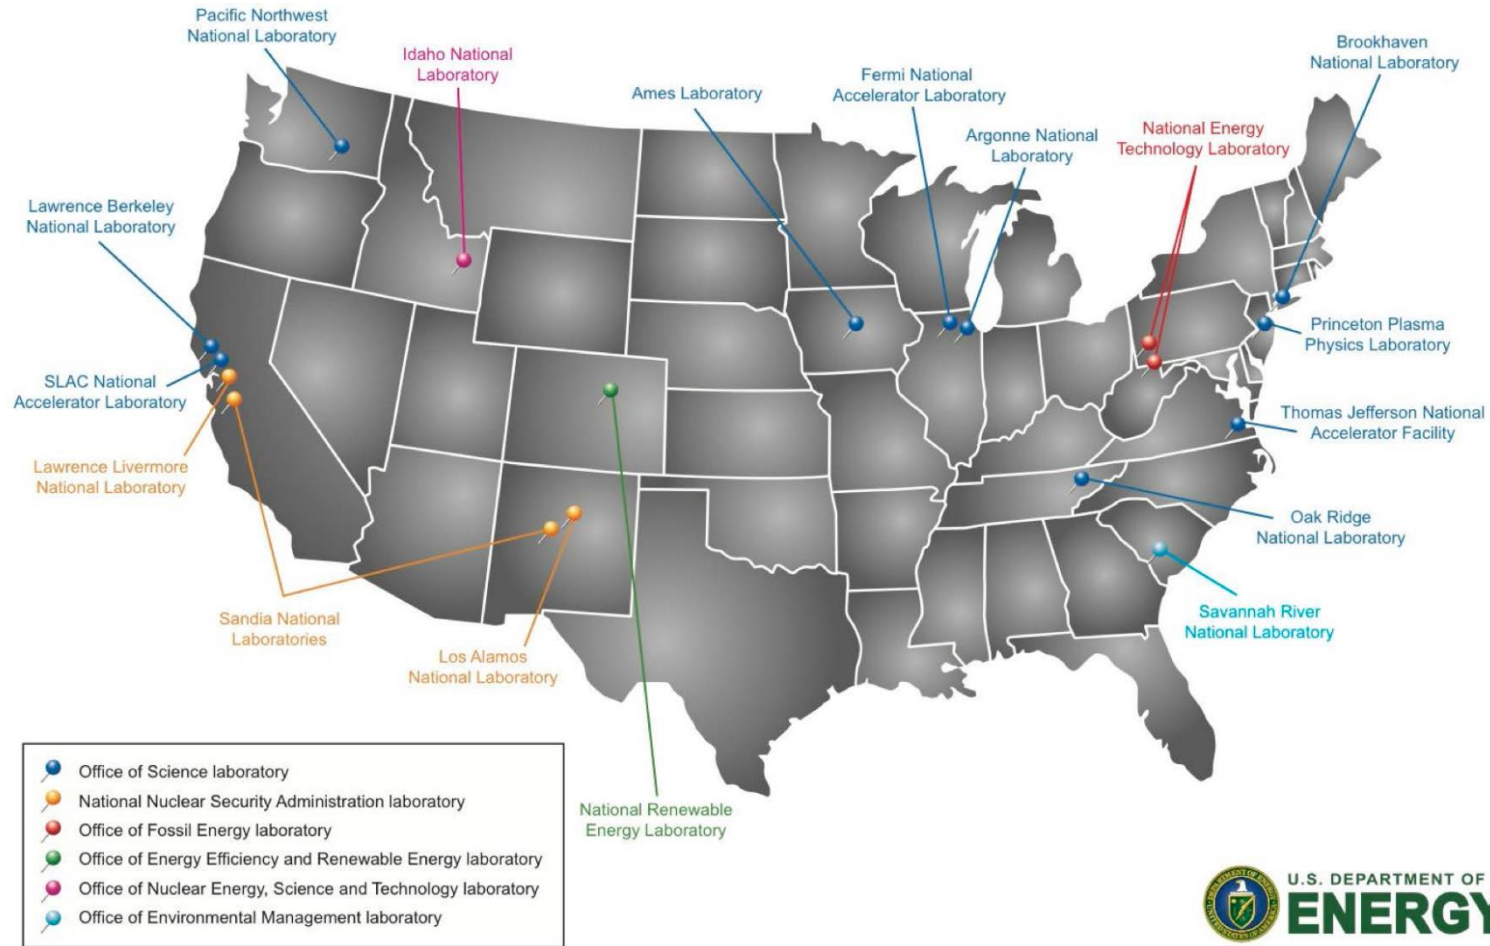 Pacific Northwest
National Laboratory
Idaho National
Laboratory
Ames Laboratory
Fermi National
Accelerator Laboratory
Argonne National
Laboratory
National Energy
Technology Laboratory
Brookhaven
National Laboratory
Lawrence Berkeley
National Laboratory
SLAC National
Accelerator Laboratory
Lawrence Livermore
National Laboratory
Sandia National
Laboratories
Los Alamos
National Laboratory
National Renewable
Energy Laboratory
Princeton Plasma
Physics Laboratory
Thomas Jefferson National
Accelerator Facility
Oak Ridge
National Laboratory
Savannah River
National Laboratory
Office of Science laboratory
National Nuclear Security Administration laboratory
Office of Fossil Energy laboratory
Office of Energy Efficiency and Renewable Energy laboratory
Office of Nuclear Energy, Science and Technology laboratory
Office of Environmental Management laboratory
U.S. DEPARTMENT OF
ENERGY